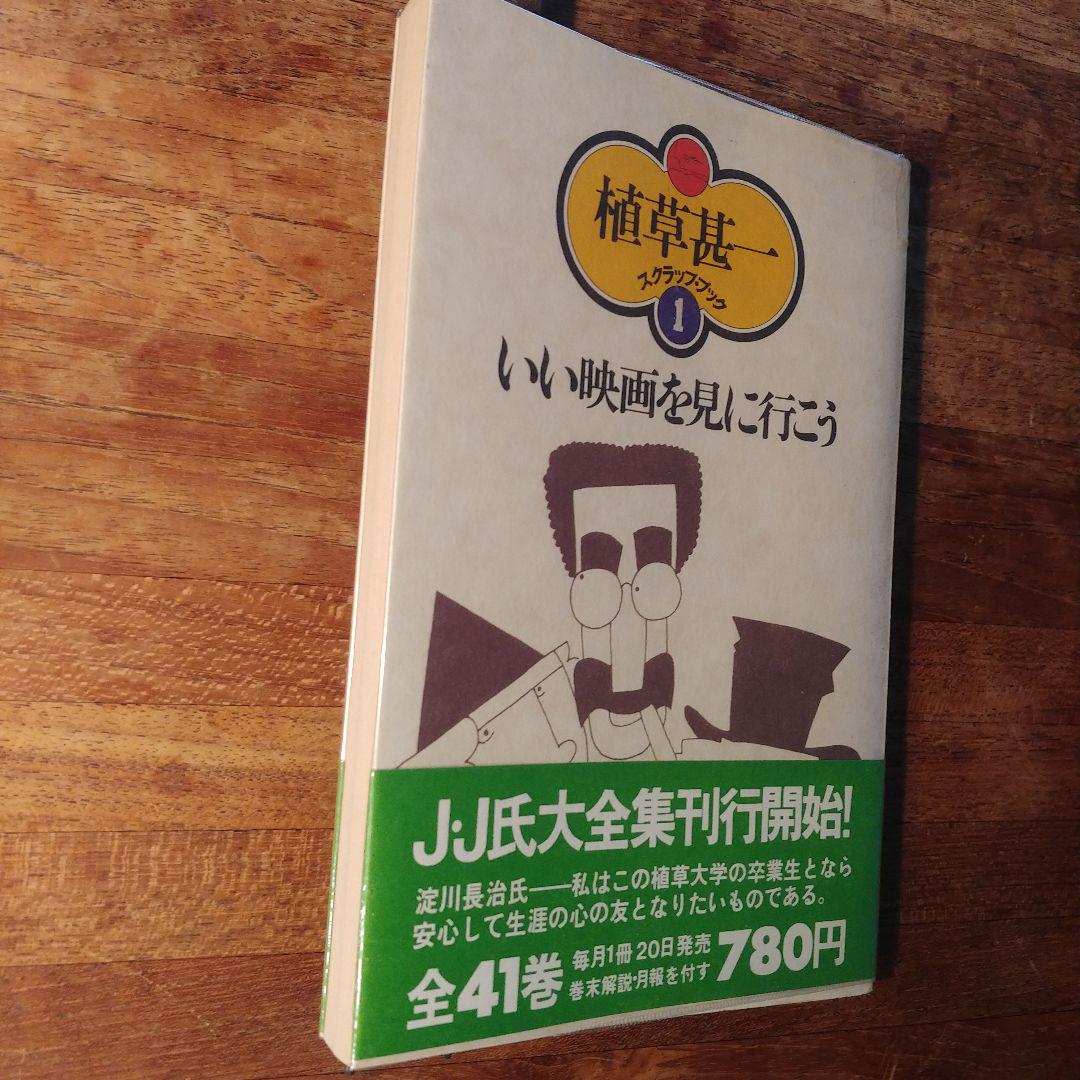 植草甚一
スクラップ・ブック
1
いい映画を見に行こう
J・J氏大全集刊行開始!
淀川長治氏──私はこの植草大学の卒業生となら
安心して生涯の心の友となりたいものである。
全41巻 毎月1冊20日発売 780円
巻末解説・月報を付す